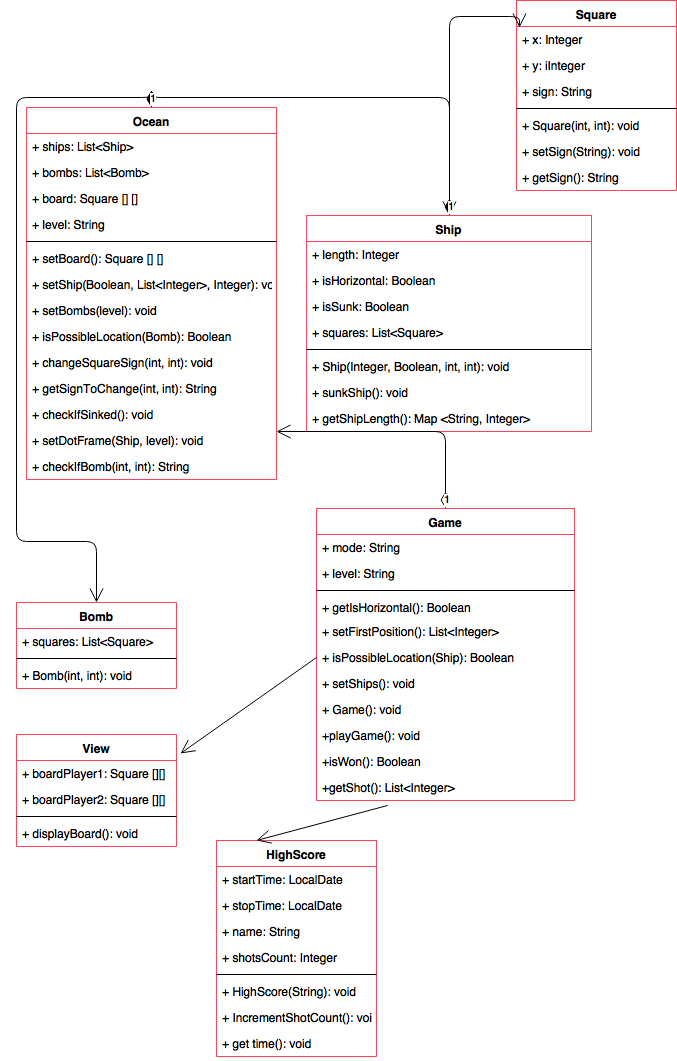 Square
+ x: Integer
+ y: iInteger
+ sign: String
+ Square(int, int): void
+ setSign(String): void
+ getSign(): String
1
Ocean
+ ships: List<Ship>
+ bombs: List<Bomb>
+ board: Square [] []
+ level: String
+ setBoard(): Square [] []
+ setShip(Boolean, List<Integer>, Integer): vc
+ setBombs(level): void
+ isPossibleLocation(Bomb): Boolean
+ changeSquareSign(int, int): void
+ getSignToChange(int, int): String
+ checkIfSinked(): void
+ setDotFrame(Ship, level): void
+ checkIfBomb(int, int): String
1
Ship
+ length: Integer
+ isHorizontal: Boolean
+ isSunk: Boolean
+ squares: List<Square>
+ Ship(Integer, Boolean, int, int): void
+ sunkShip(): void
+ getShipLength(): Map <String, Integer>
1
Game
+ mode: String
+ level: String
+ getIsHorizontal(): Boolean
+ setFirstPosition(): List<Integer>
+ isPossibleLocation(Ship): Boolean
+ setShips(): void
+ Game(): void
+playGame(): void
+isWon(): Boolean
+getShot(): List<Integer>
Bomb
+ squares: List<Square>
+ Bomb(int, int): void
View
+ boardPlayer1: Square [][]
+ boardPlayer2: Square [][]
+ displayBoard(): void
HighScore
+ startTime: LocalDate
+ stopTime: LocalDate
+ name: String
+ shotsCount: Integer
+ HighScore(String): void
+ IncrementShotCount(): voi
+ get time(): void